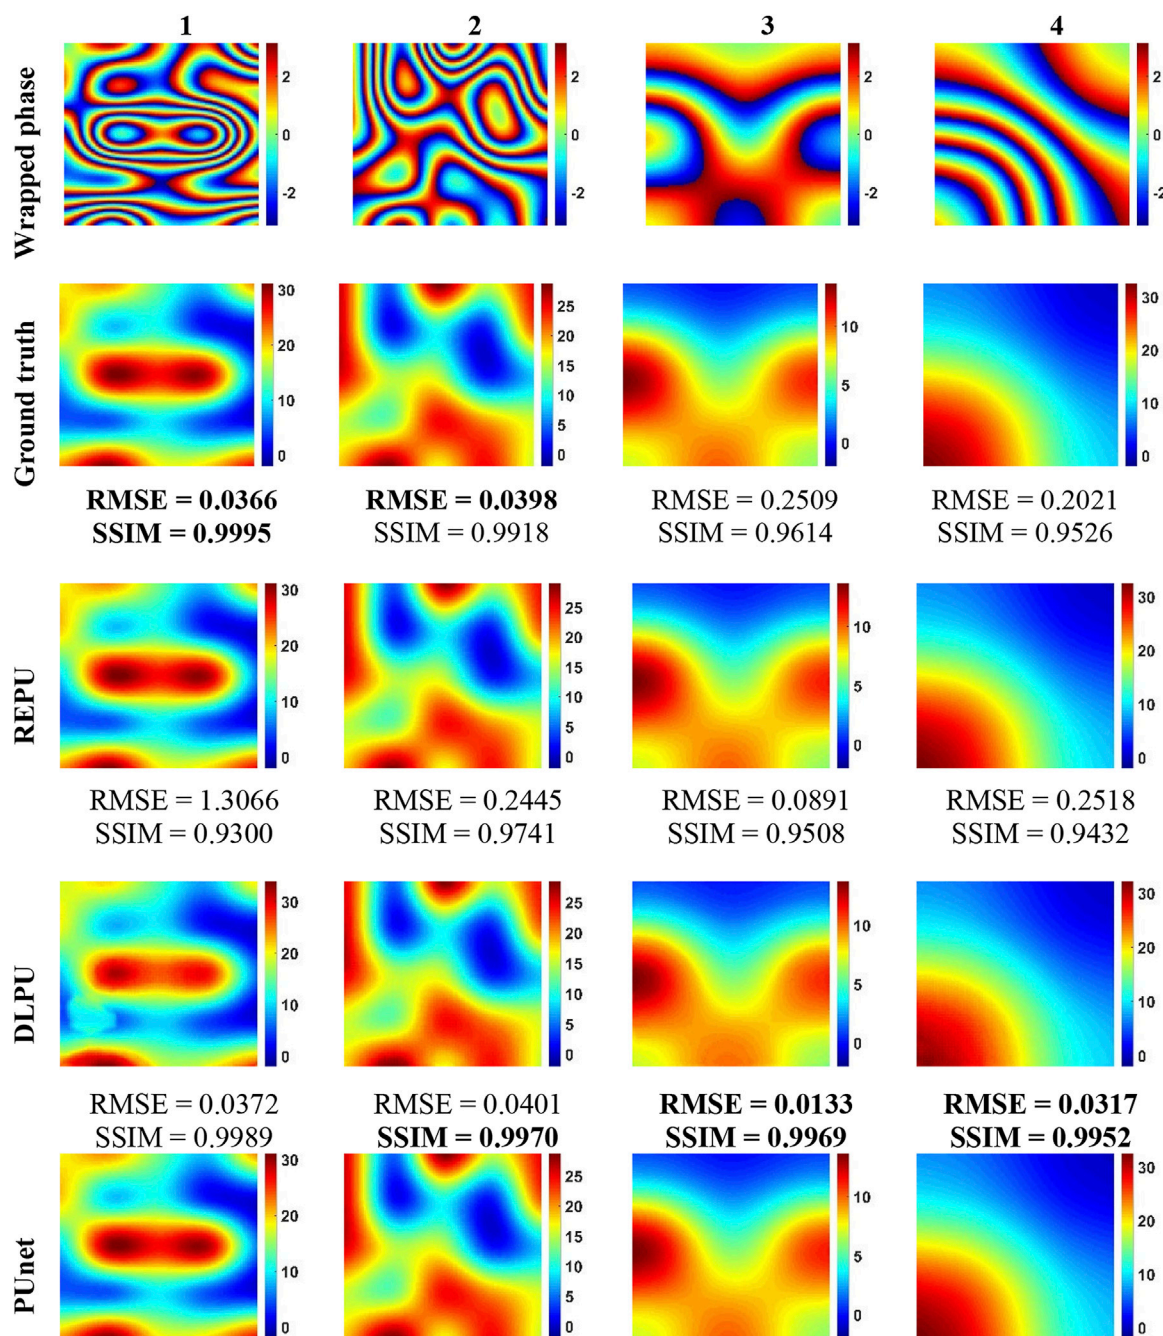 1 2 3 4
Wrapped phase
2 2 2 2
0 0 0 0
-2 -2 -2 -2
Ground truth
30 20 10 0
25 20 15 10 5 0
10 5 0
30 20 10 0
RMSE = 0.0366 RMSE = 0.0398 RMSE = 0.2509 RMSE = 0.2021
SSIM = 0.9995 SSIM = 0.9918 SSIM = 0.9614 SSIM = 0.9526
REPU
30 20 10 0
25 20 15 10 5 0
10 5 0
30 20 10 0
RMSE = 1.3066 RMSE = 0.2445 RMSE = 0.0891 RMSE = 0.2518
SSIM = 0.9300 SSIM = 0.9741 SSIM = 0.9508 SSIM = 0.9432
DLPU
30 20 10 0
25 20 15 10 5 0
10 5 0
30 20 10 0
RMSE = 0.0372 RMSE = 0.0401 RMSE = 0.0133 RMSE = 0.0317
SSIM = 0.9989 SSIM = 0.9970 SSIM = 0.9969 SSIM = 0.9952
PUnet
30 20 10 0
25 20 15 10 5 0
10 5 0
30 20 10 0